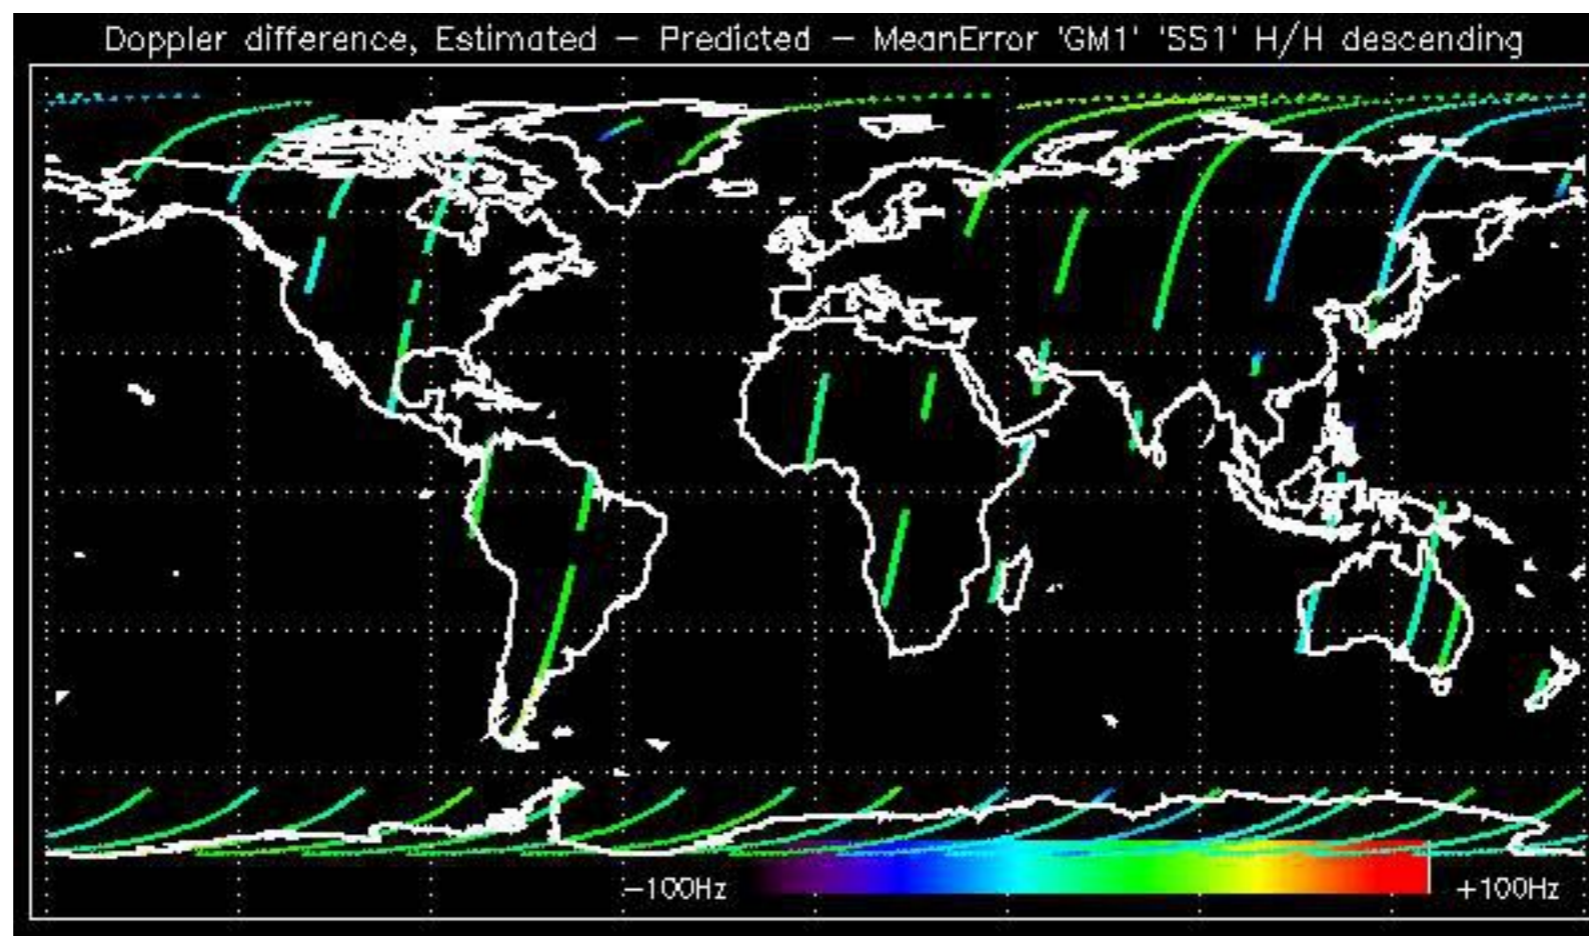 Doppler difference, Estimated – Predicted – MeanError 'GM1' 'SS1' H/H descending
–100Hz
+100Hz